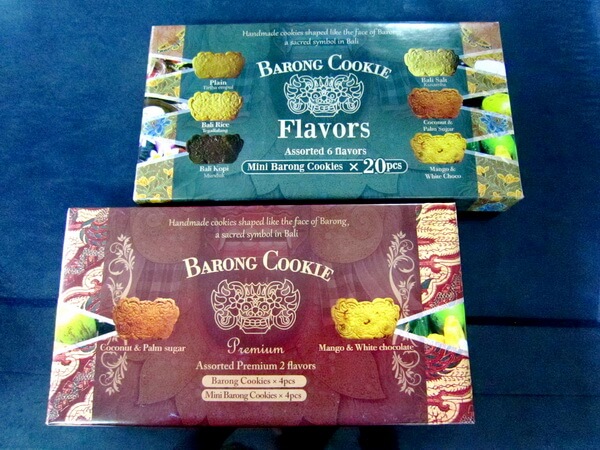 Handmade cookies shaped like the face of Barong,
a sacred symbol in Bali
BARONG COOKIE
Plain
Bali Rice
Tegallalang
Bali Kopi
Bali Salt
Kusamba
Coconut &
Palm Sugar
Mango &
White Choco
Flavors
Assorted 6 flavors
Mini Barong Cookies × 20pcs
Handmade cookies shaped like the face of Barong,
a sacred symbol in Bali
BARONG COOKIE
Coconut & Palm sugar
Mango & White chocolate
Premium
Assorted Premium 2 flavors
Barong Cookies × 4pcs
Mini Barong Cookies × 4pcs